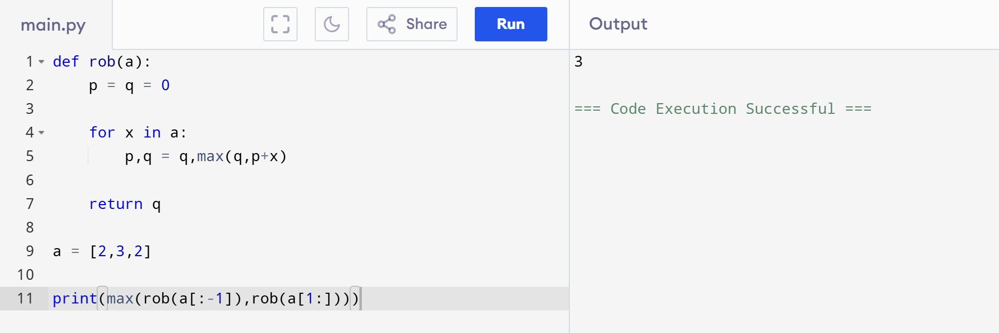 main.py
Share
Run
Output
1 def rob(a):
2     p = q = 0
3
4     for x in a:
5         p,q = q,max(q,p+x)
6
7     return q
8
9 a = [2,3,2]
10
11 print(max(rob(a[:-1]),rob(a[1:])))
3
=== Code Execution Successful ===